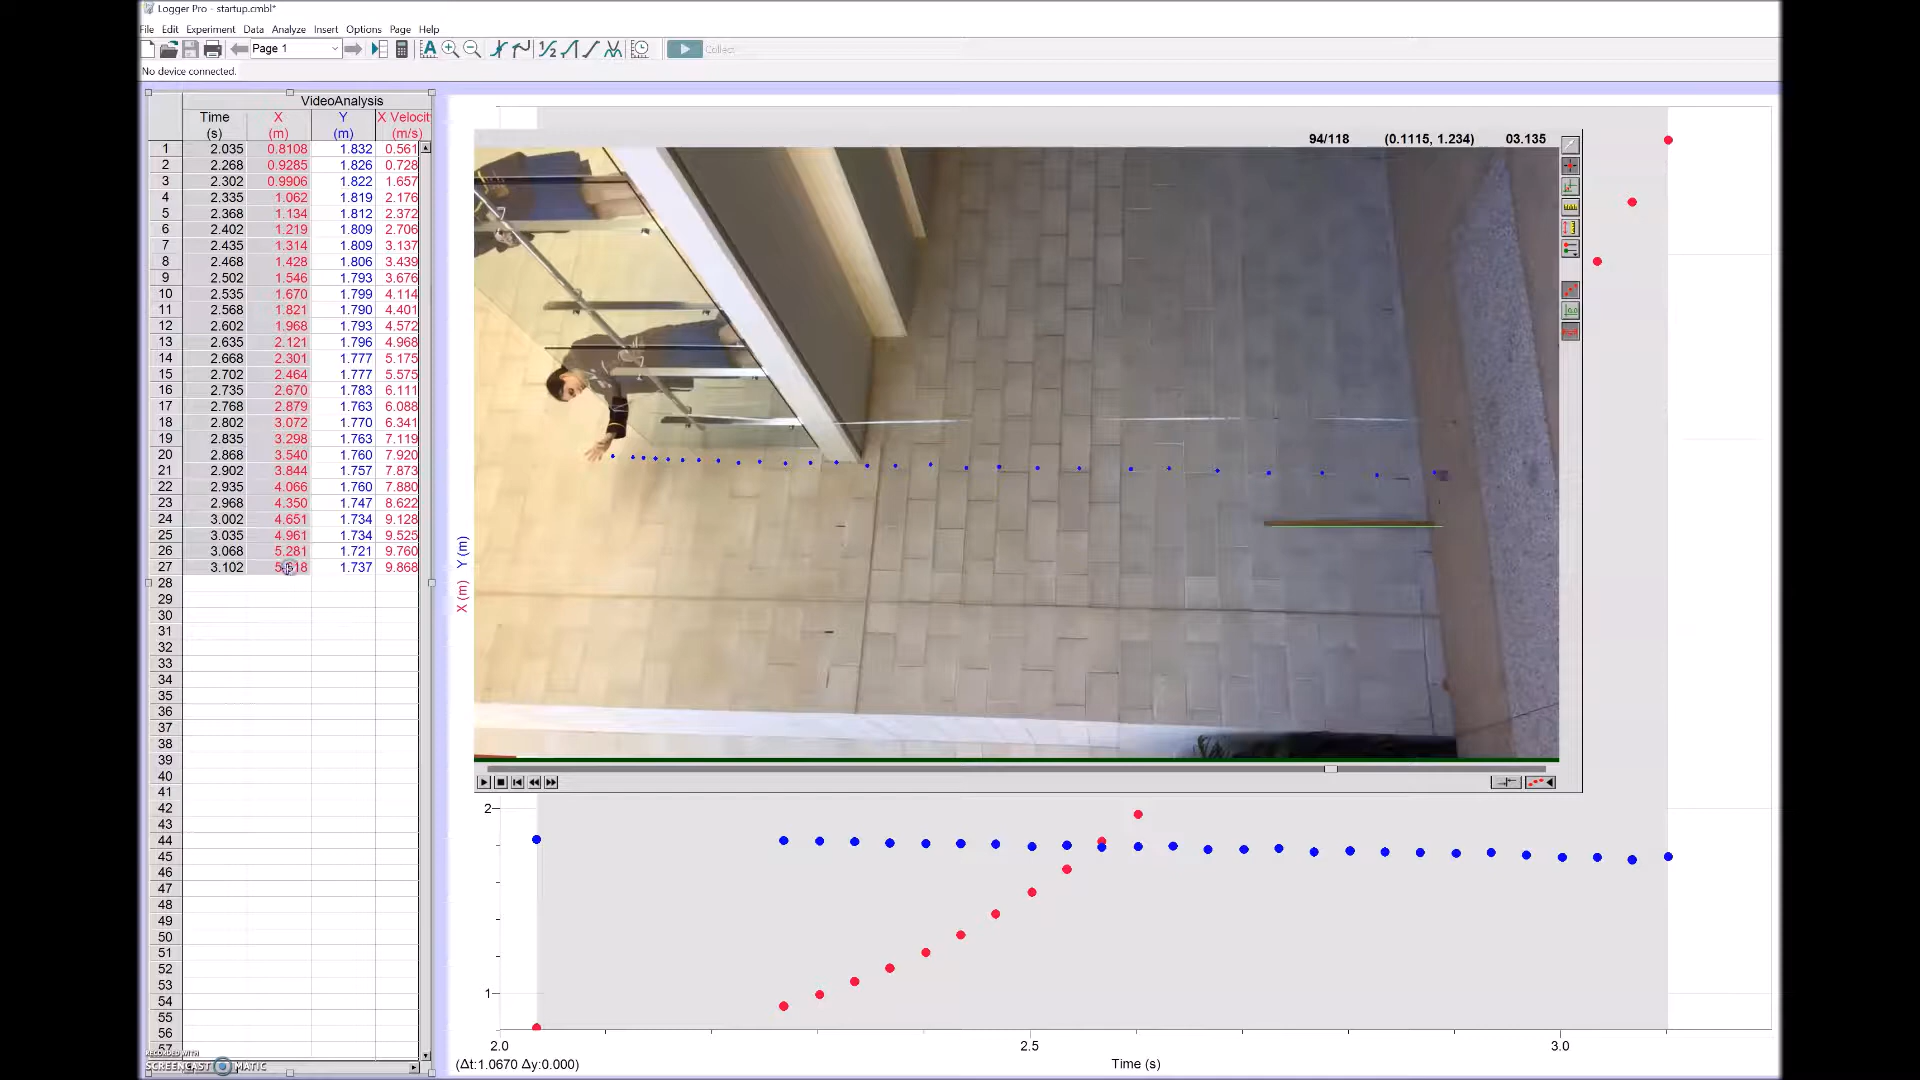 Logger Pro - startup.cmbl*
File Edit Experiment Data Analyze Insert Options Page Help
Page 1 Collect
No device connected.
VideoAnalysis
Time X Y X Velocit
(s) (m) (m) (m/s)
1 2.035 0.8108 1.832 0.561
2 2.268 0.9285 1.826 0.728
3 2.302 0.9906 1.822 1.657
4 2.335 1.062 1.819 2.176
5 2.368 1.134 1.812 2.372
6 2.402 1.219 1.809 2.706
7 2.435 1.314 1.809 3.137
8 2.468 1.428 1.806 3.439
9 2.502 1.546 1.793 3.676
10 2.535 1.670 1.799 4.114
11 2.568 1.821 1.790 4.401
12 2.602 1.968 1.793 4.572
13 2.635 2.121 1.796 4.968
14 2.668 2.301 1.777 5.175
15 2.702 2.464 1.777 5.575
16 2.735 2.670 1.783 6.111
17 2.768 2.879 1.763 6.088
18 2.802 3.072 1.770 6.341
19 2.835 3.298 1.763 7.119
20 2.868 3.540 1.760 7.920
21 2.902 3.844 1.757 7.873
22 2.935 4.066 1.760 7.880
23 2.968 4.350 1.747 8.622
24 3.002 4.651 1.734 9.128
25 3.035 4.961 1.734 9.525
26 3.068 5.281 1.721 9.760
27 3.102 1.737 9.868
28
29
30
31
32
33
34
35
36
37
38
39
40
41
42
43
44
45
46
47
48
49
50
51
52
53
54
55
56
57
RECORDED WITH
SCREENCAST MATIC
94/118 (0.1115, 1.234) 03.135
X (m) Y (m)
2
1
2.0 2.5 3.0
(Δt:1.0670 Δy:0.000) Time (s)